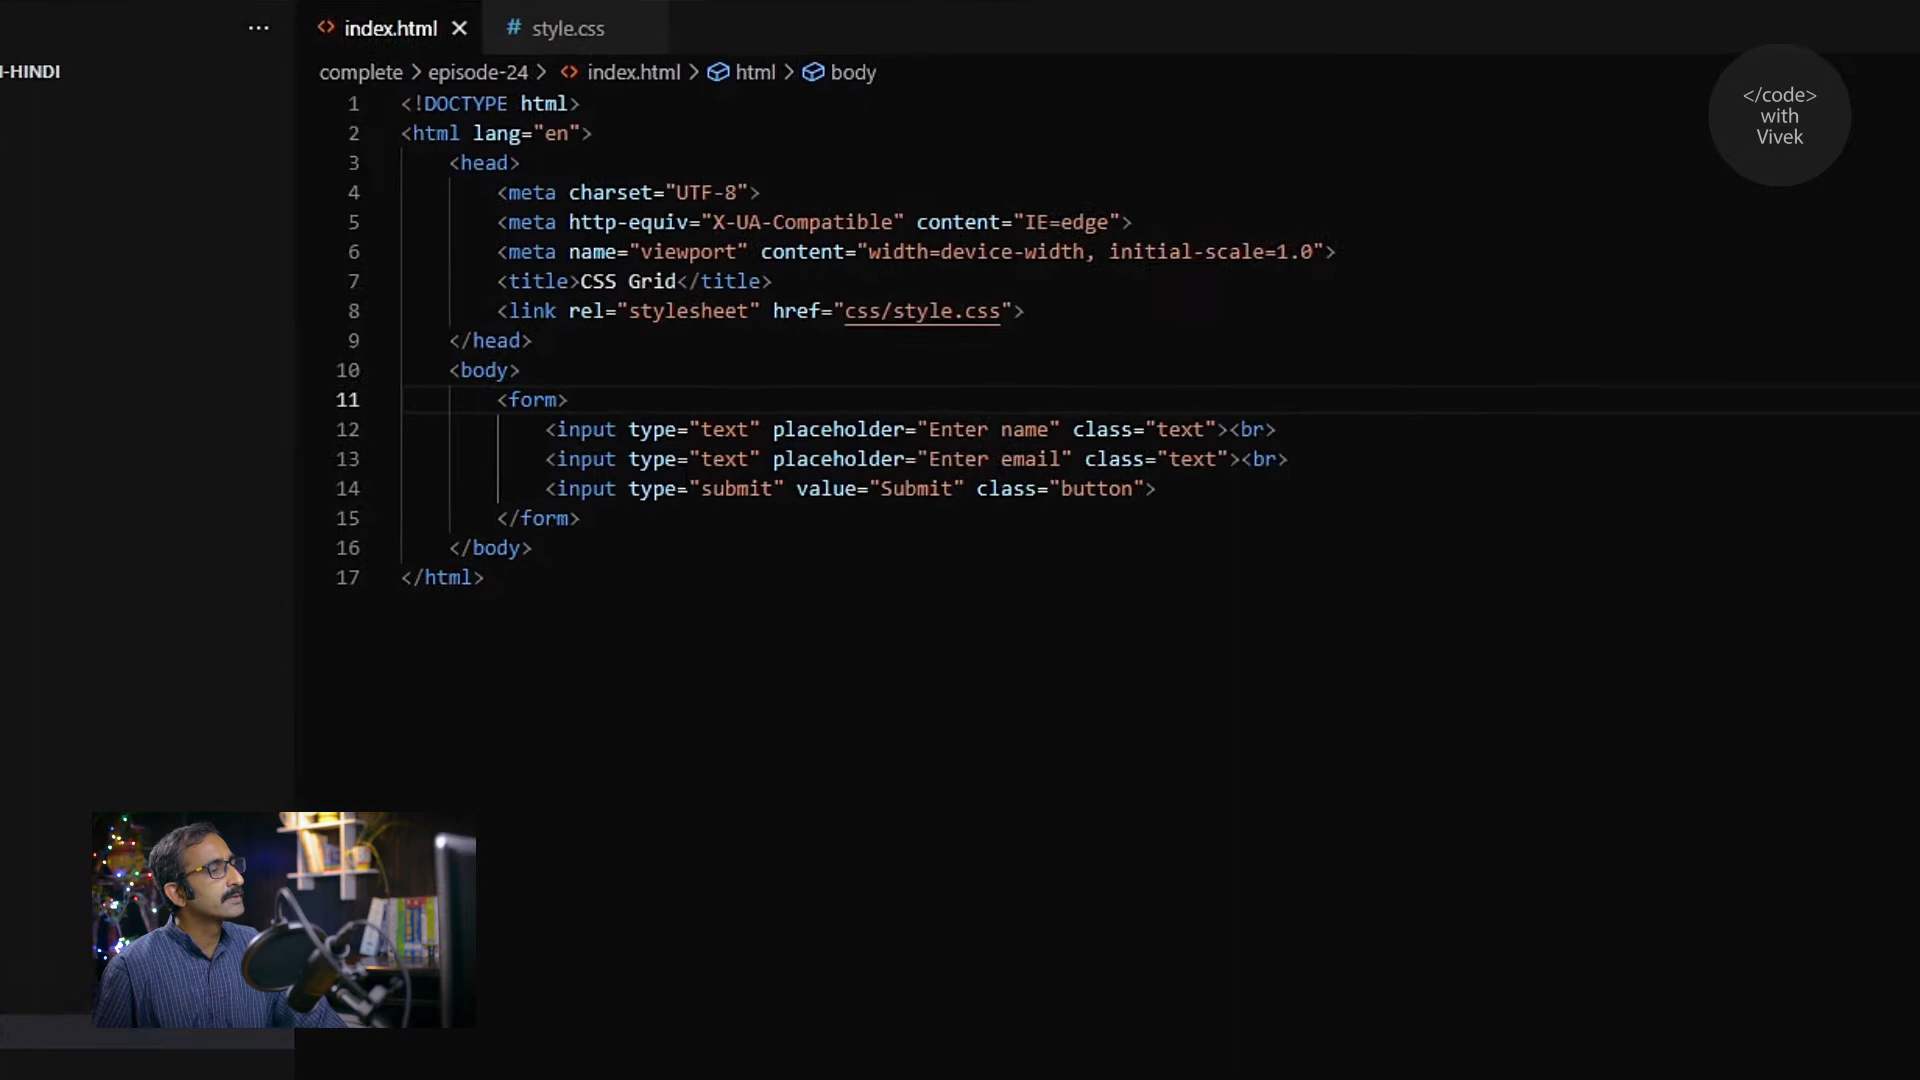 index.html
style.css
I-HINDI
complete > episode-24 > index.html > html > body
1 <!DOCTYPE html>
2 <html lang="en">
3 <head>
4 <meta charset="UTF-8">
5 <meta http-equiv="X-UA-Compatible" content="IE=edge">
6 <meta name="viewport" content="width=device-width, initial-scale=1.0">
7 <title>CSS Grid</title>
8 <link rel="stylesheet" href="css/style.css">
9 </head>
10 <body>
11 <form>
12 <input type="text" placeholder="Enter name" class="text"><br>
13 <input type="text" placeholder="Enter email" class="text"><br>
14 <input type="submit" value="Submit" class="button">
15 </form>
16 </body>
17 </html>
</code>
with
Vivek